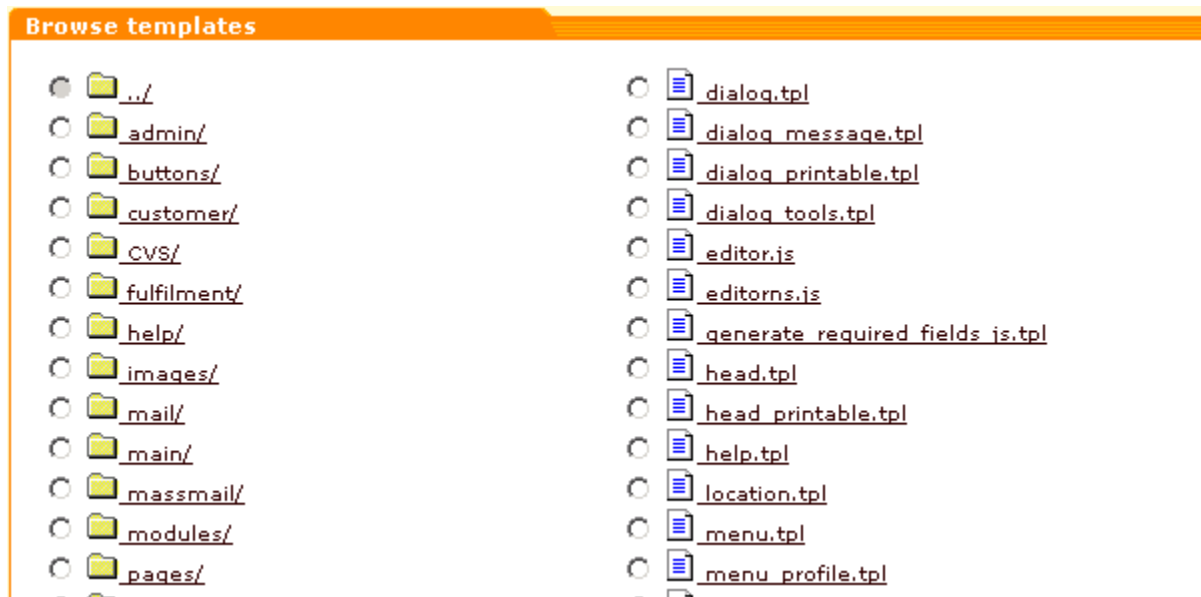 Browse templates
../
admin/
buttons/
customer/
CVS/
fulfilment/
help/
images/
mail/
main/
massmail/
modules/
pages/
dialog.tpl
dialog_message.tpl
dialog_printable.tpl
dialog_tools.tpl
editor.js
editorns.js
generate_required_fields_js.tpl
head.tpl
head_printable.tpl
help.tpl
location.tpl
menu.tpl
menu_profile.tpl